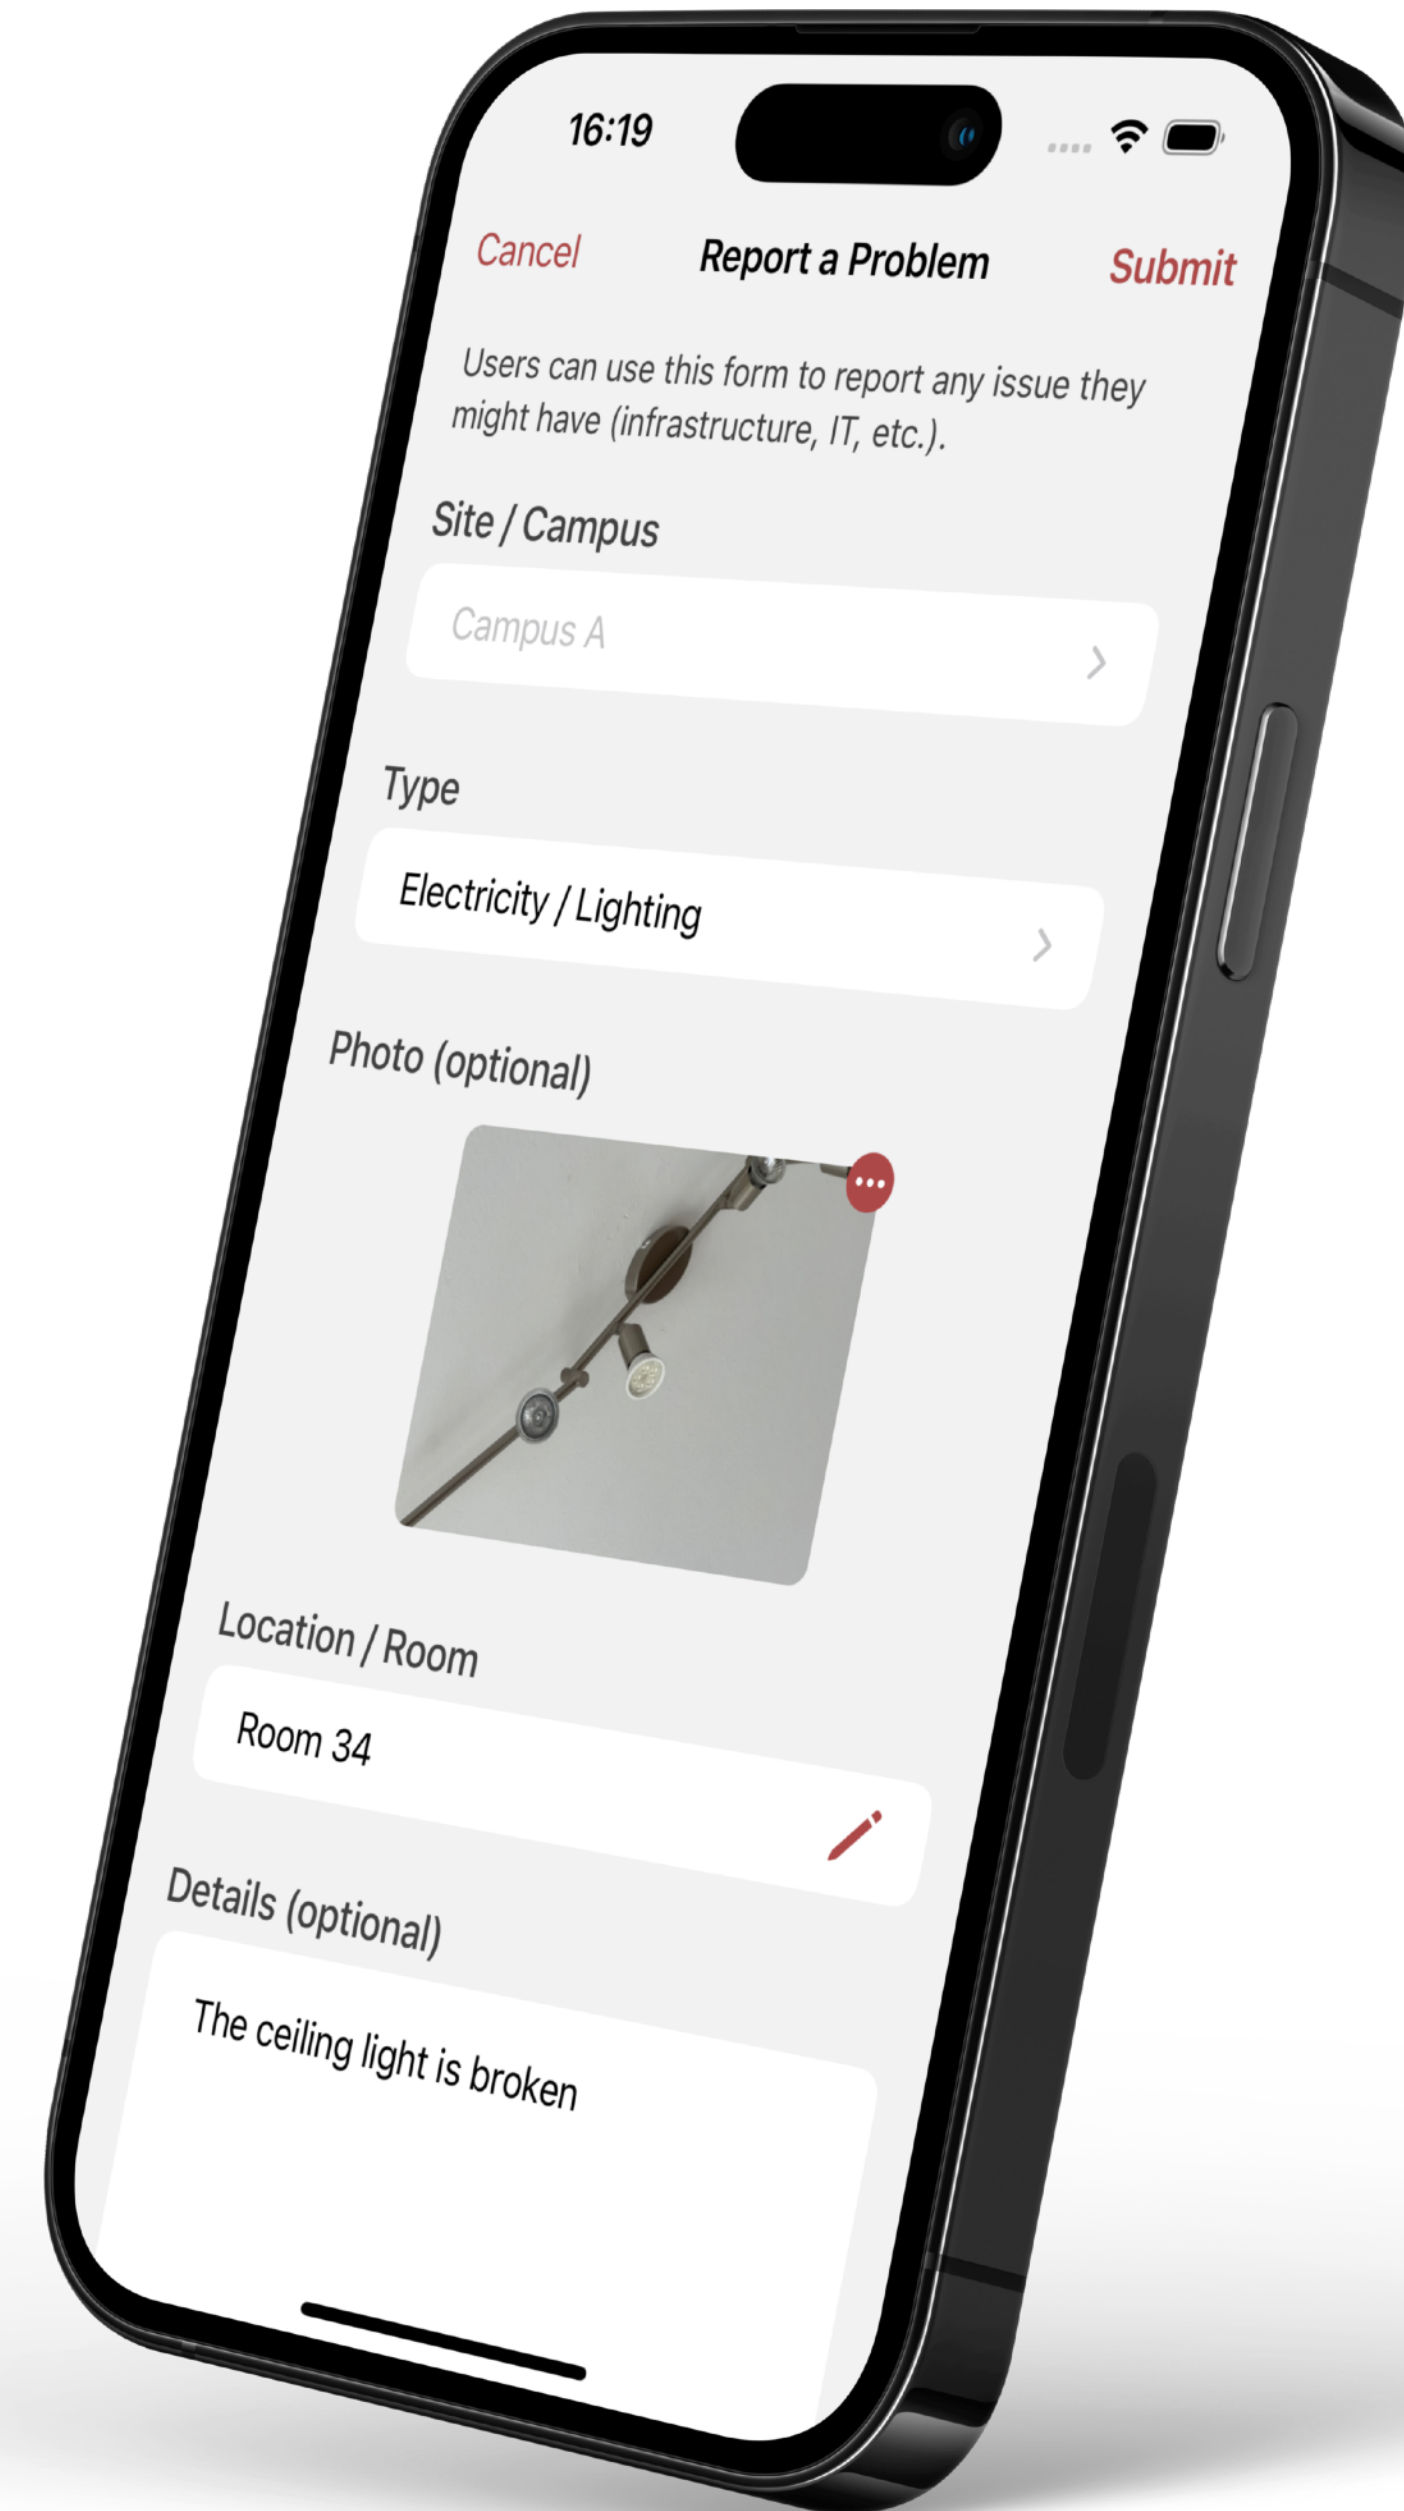 16:19
Cancel
Report a Problem
Submit
Users can use this form to report any issue they
might have (infrastructure, IT, etc.).
Site / Campus
Campus A
Type
Electricity / Lighting
Photo (optional)
Location / Room
Room 34
Details (optional)
The ceiling light is broken